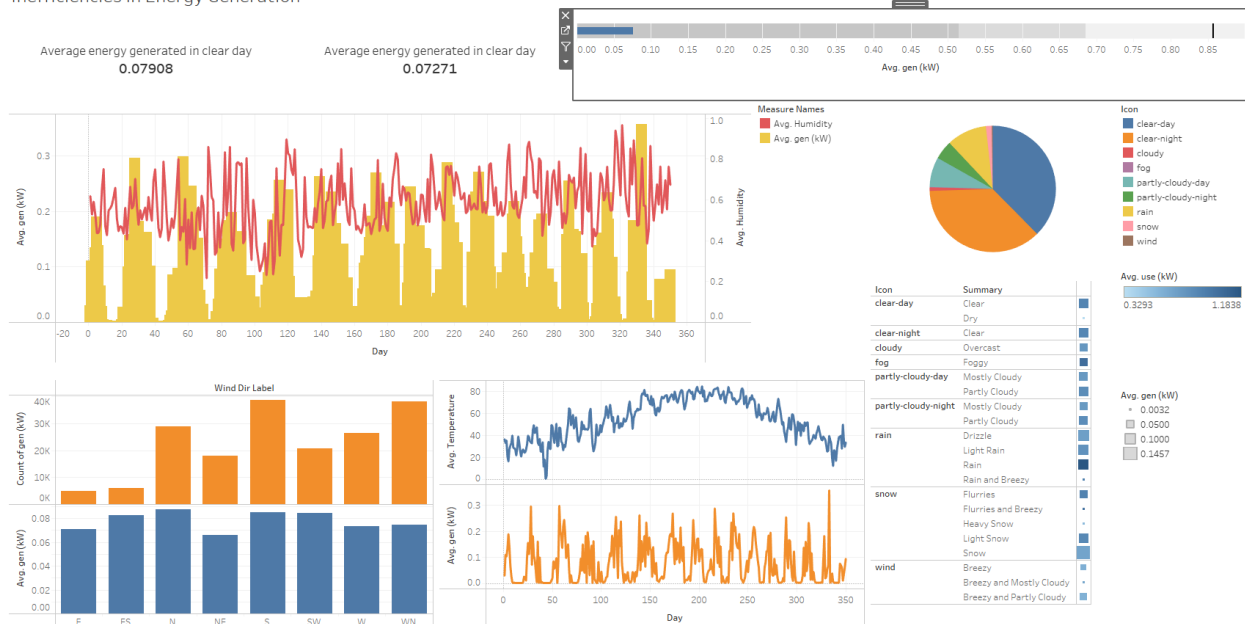 Inefficiencies in Energy Generation
Average energy generated in clear day
0.07908
Average energy generated in clear day
0.07271
0.00 0.05 0.10 0.15 0.20 0.25 0.30 0.35 0.40 0.45 0.50 0.55 0.60 0.65 0.70 0.75 0.80 0.85
Avg. gen (kW)
Measure Names
Avg. Humidity
Avg. gen (kW)
Avg. gen (kW)
0.3
0.2
0.1
0.0
1.0
0.8
0.6
0.4
0.2
0.0
Avg. Humidity
-20 0 20 40 60 80 100 120 140 160 180 200 220 240 260 280 300 320 340 360
Day
Icon
clear-day
clear-night
cloudy
fog
partly-cloudy-day
partly-cloudy-night
rain
snow
wind
Avg. use (kW)
0.3293 1.1838
Avg. gen (kW)
0.0032
0.0500
0.1000
0.1457
Icon Summary
clear-day Clear
Dry
clear-night Clear
cloudy Overcast
fog Foggy
partly-cloudy-day Mostly Cloudy
Partly Cloudy
partly-cloudy-night Mostly Cloudy
Partly Cloudy
rain Drizzle
Light Rain
Rain
Rain and Breezy
snow Flurries
Flurries and Breezy
Heavy Snow
Light Snow
Snow
wind Breezy
Breezy and Mostly Cloudy
Breezy and Partly Cloudy
Wind Dir Label
Count of gen (kW)
40K
30K
20K
10K
0K
Avg. gen (kW)
0.08
0.06
0.04
0.02
0.00
N NE S SW W WN
Avg. Temperature
80
60
40
20
0
Avg. gen (kW)
0.3
0.2
0.1
0.0
0 50 100 150 200 250 300 350
Day